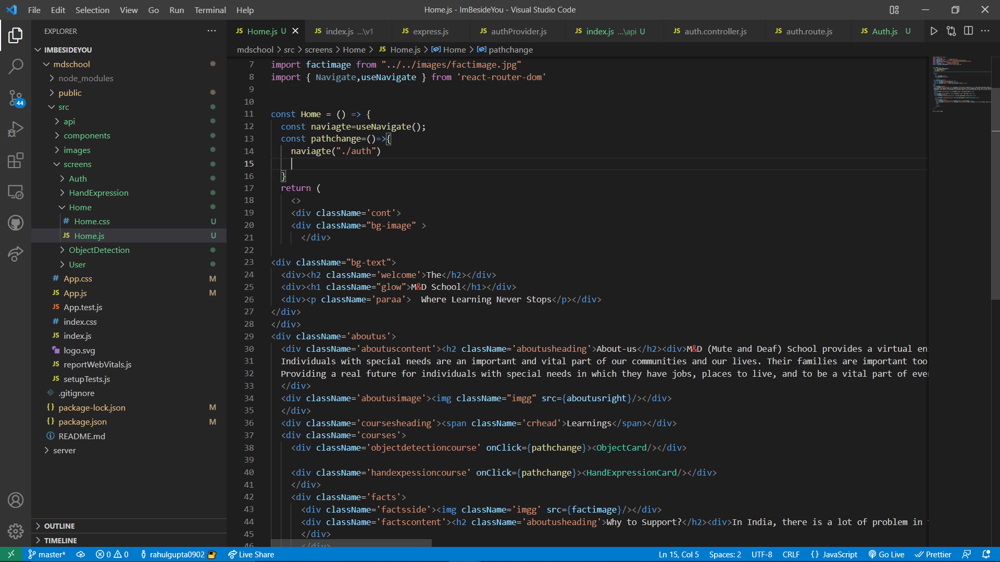 File Edit Selection View Go Run Terminal Help
Home.js - ImBesideYou - Visual Studio Code
EXPLORER
IMBESIDEYOU
mdschool
node_modules
public
src
api
components
images
screens
Auth
HandExpression
Home
# Home.css U
JS Home.js U
ObjectDetection
User
# App.css M
JS App.js M
JS App.test.js
# index.css
JS index.js
logo.svg
JS reportWebVitals.js
JS setupTests.js
.gitignore
{} package-lock.json M
{} package.json M
README.md
server
OUTLINE
TIMELINE
44
JS Home.js U JS index.js ...\v1 JS express.js JS authProvider.js JS index.js ...\api U JS auth.controller.js JS auth.route.js JS Auth.js U
mdschool > src > screens > Home > JS Home.js > Home > pathchange
7 import factimage from "../../images/factimage.jpg"
8 import { Navigate,useNavigate } from 'react-router-dom'
9
10
11 const Home = () => {
12 const naviagte=useNavigate();
13 const pathchange=()=>{
14 naviagte("./auth")
15
16 }
17 return (
18 <>
19 <div className='cont'>
20 <div className="bg-image" >
21 </div>
22
23 <div className="bg-text">
24 <div><h2 className='welcome'>The</h2></div>
25 <div><h1 className="glow">M&D School</h1></div>
26 <div><p className='paraa'>  Where Learning Never Stops</p></div>
27 </div>
28 </div>
29 <div className='aboutus'>
30 <div className='aboutuscontent'><h2 className='aboutusheading'>About-us</h2><div>M&D (Mute and Deaf) School provides a virtual en
31 Individuals with special needs are an important and vital part of our communities and our lives. Their families are important too
32 Providing a real future for individuals with special needs in which they have jobs, places to live, and to be a vital part of eve
33 </div>
34 <div className='aboutusimage'><img className="imgg" src={aboutusright}/></div>
35 </div>
36 <div className='coursesheading'><span className='crhead'>Learnings</span></div>
37 <div className='courses'>
38 <div className='objectdetectioncourse' onClick={pathchange}><ObjectCard/></div>
39
40 <div className='handexpessioncourse' onClick={pathchange}><HandExpressionCard/></div>
41 </div>
42 <div className='facts'>
43 <div className='factsside'><img className='imgg' src={factimage}/></div>
44 <div className='factscontent'><h2 className='aboutusheading'>Why to Support?</h2><div>In India, there is a lot of problem in
45 </div>
46 </div>
master* 0 0 rahulgupta0902 Live Share Ln 15, Col 5 Spaces: 2 UTF-8 CRLF {} JavaScript Go Live Prettier